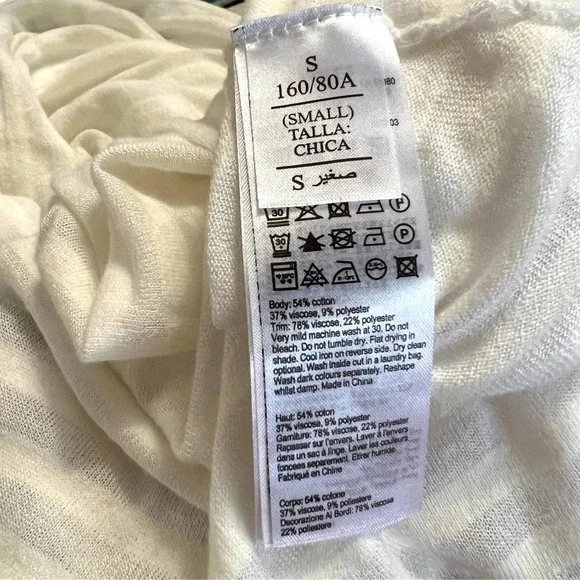 S
160/80A
(SMALL)
TALLA:
CHICA
S صغير
30 P
30 P
Body: 54% cotton
37% viscose, 9% polyester
Trim: 78% viscose, 22% polyester
Very mild machine wash at 30. Do not
bleach. Do not tumble dry. Flat drying in
shade. Cool iron on reverse side. Dry clean
optional. Wash inside out in a laundry bag.
Wash dark colours separately. Reshape
whilst damp. Made in China
Haut: 54% coton
37% viscose, 9% polyester
Garniture: 78% viscose, 22% polyester
Repasser sur l'envers. Laver à l'envers
dans un sac à linge. Laver les couleurs
foncées separement. Etirer humide.
Fabriqué en China
Corpo: 54% cotone
37% viscosa, 9% poliestere
Decorazione Ai Bordi: 78% viscosa
22% poliestere